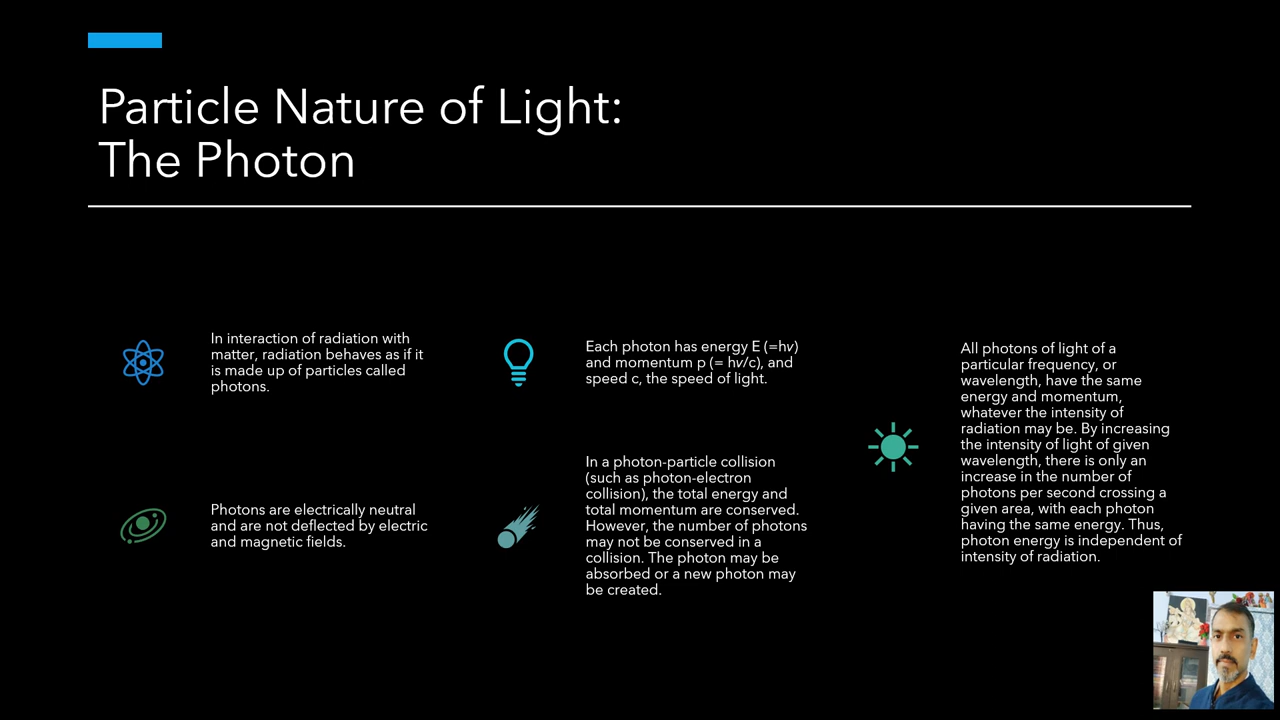 Particle Nature of Light:
The Photon
In interaction of radiation with
matter, radiation behaves as if it
is made up of particles called
photons.
Each photon has energy E (=hν)
and momentum p (= hν/c), and
speed c, the speed of light.
All photons of light of a
particular frequency, or
wavelength, have the same
energy and momentum,
whatever the intensity of
radiation may be. By increasing
the intensity of light of given
wavelength, there is only an
increase in the number of
photons per second crossing a
given area, with each photon
having the same energy. Thus,
photon energy is independent of
intensity of radiation.
Photons are electrically neutral
and are not deflected by electric
and magnetic fields.
In a photon-particle collision
(such as photon-electron
collision), the total energy and
total momentum are conserved.
However, the number of photons
may not be conserved in a
collision. The photon may be
absorbed or a new photon may
be created.